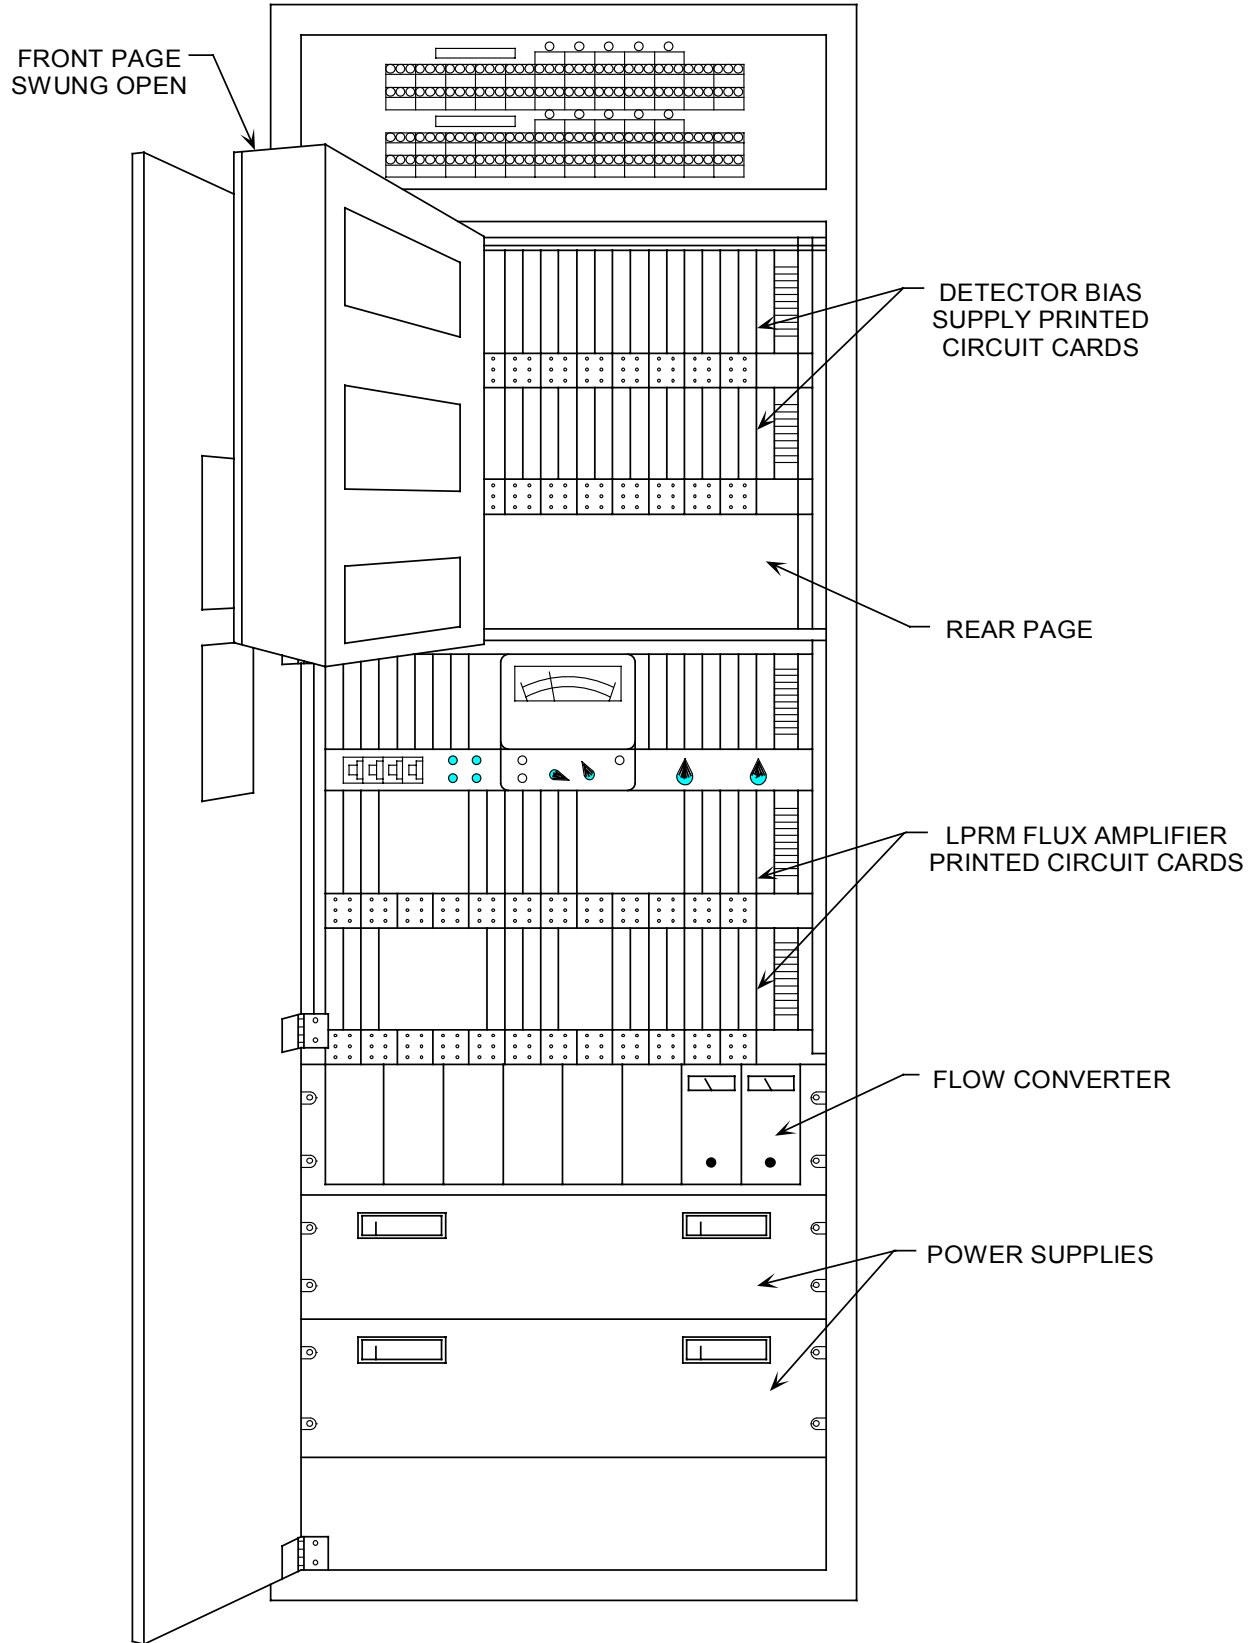 FRONT PAGE
SWUNG OPEN
DETECTOR BIAS
SUPPLY PRINTED
CIRCUIT CARDS
REAR PAGE
LPRM FLUX AMPLIFIER
PRINTED CIRCUIT CARDS
FLOW CONVERTER
POWER SUPPLIES